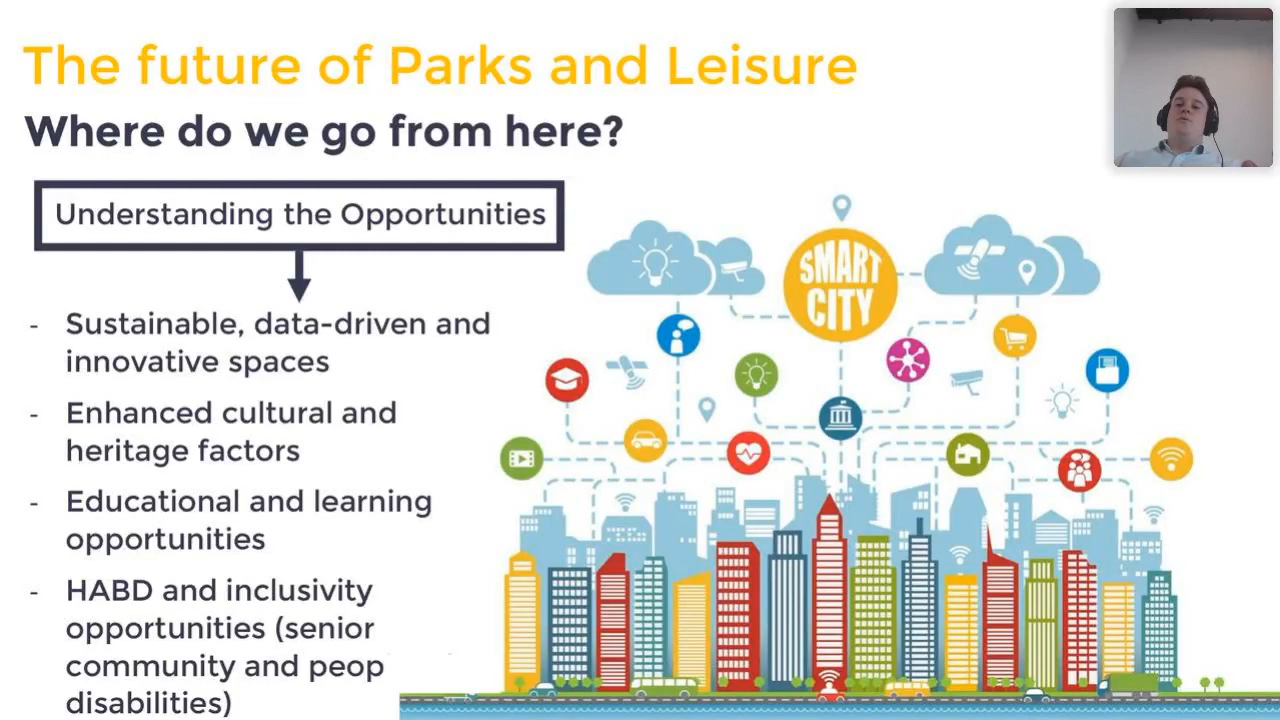 The future of Parks and Leisure
Where do we go from here?
Understanding the Opportunities
- Sustainable, data-driven and
innovative spaces
- Enhanced cultural and
heritage factors
- Educational and learning
opportunities
- HABD and inclusivity
opportunities (senior
community and peop
disabilities)
SMART
CITY